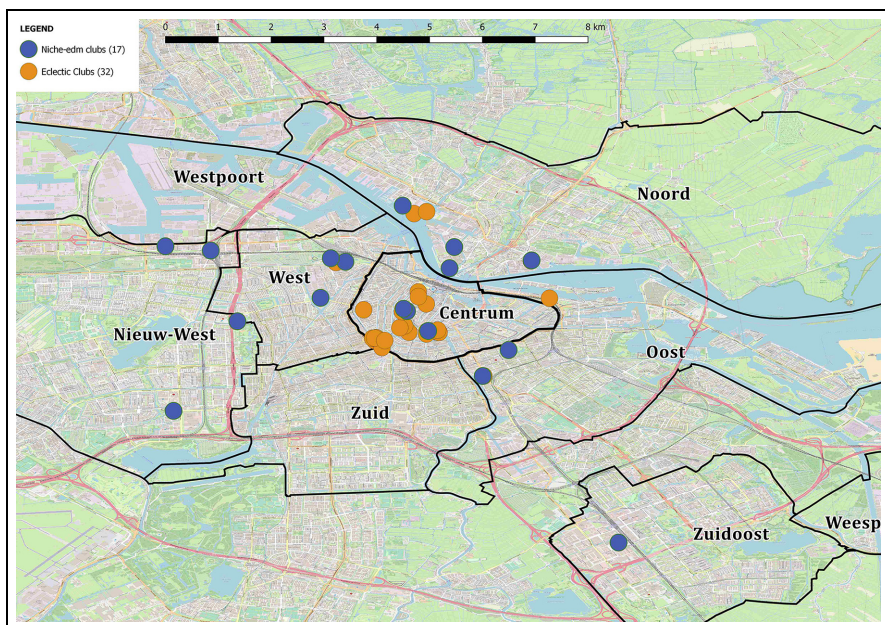 LEGEND
Niche-edm clubs (17)
Eclectic Clubs (32)
0 1 2 3 4 5 6 7 8 km
Westpoort
Noord
West
Centrum
Nieuw-West
Oost
Zuid
Zuidoost
Weesp